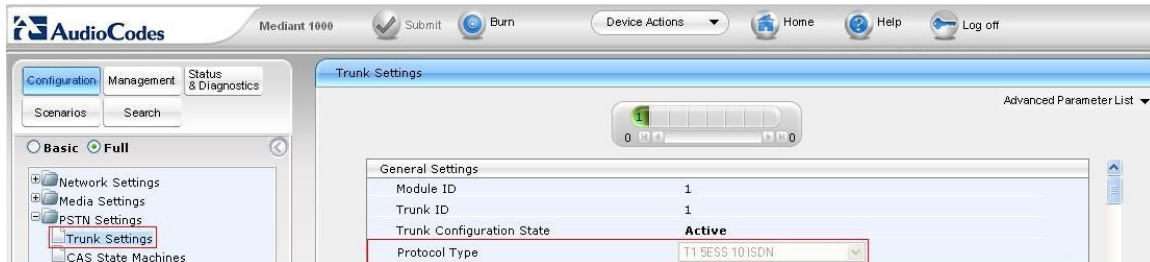 AudioCodes
Mediant 1000
Submit
Burn
Device Actions
Home
Help
Log off
Configuration
Management
Status
& Diagnostics
Scenarios
Search
Basic
Full
Network Settings
Media Settings
PSTN Settings
Trunk Settings
CAS State Machines
Trunk Settings
Advanced Parameter List
1
0 0
General Settings
Module ID 1
Trunk ID 1
Trunk Configuration State Active
Protocol Type T1 5ESS 10 ISDN